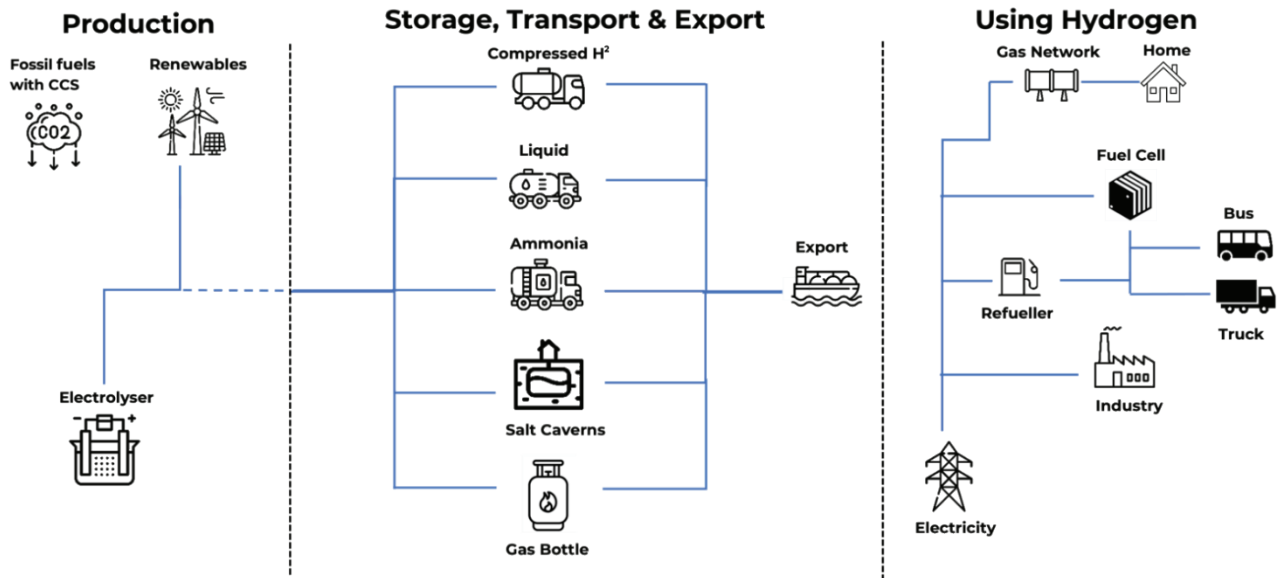 Production
Fossil fuels
with CCS
CO2
Renewables
Electrolyser
- +
Storage, Transport & Export
Compressed H²
Liquid
Ammonia
Salt Caverns
Gas Bottle
Export
Using Hydrogen
Gas Network
Home
Fuel Cell
Bus
Refueller
Truck
Industry
Electricity